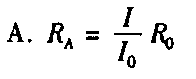 A. R_A = \frac{I}{I_0} R_0